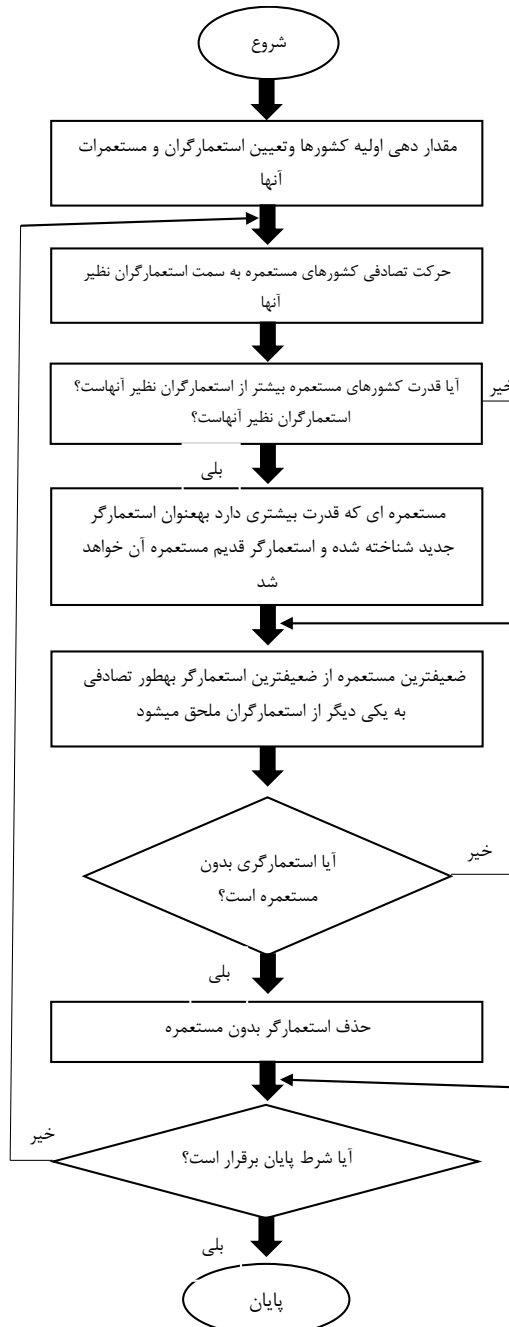 شروع
مقدار دهی اولیه کشورها وتعیین استعمارگران و مستعمرات
آنها
حرکت تصادفی کشورهای مستعمره به سمت استعمارگران نظیر
آنها
آیا قدرت کشورهای مستعمره بیشتر از استعمارگران نظیر آنهاست؟
استعمارگران نظیر آنهاست؟
خیر
بلی
مستعمره ای که قدرت بیشتری دارد بهعنوان استعمارگر
جدید شناخته شده و استعمارگر قدیم مستعمره آن خواهد
شد
ضعیفترین مستعمره از ضعیفترین استعمارگر بهطور تصادفی
به یکی دیگر از استعمارگران ملحق میشود
آیا استعمارگری بدون
مستعمره است؟
خیر
بلی
حذف استعمارگر بدون مستعمره
آیا شرط پایان برقرار است؟
خیر
بلی
پایان